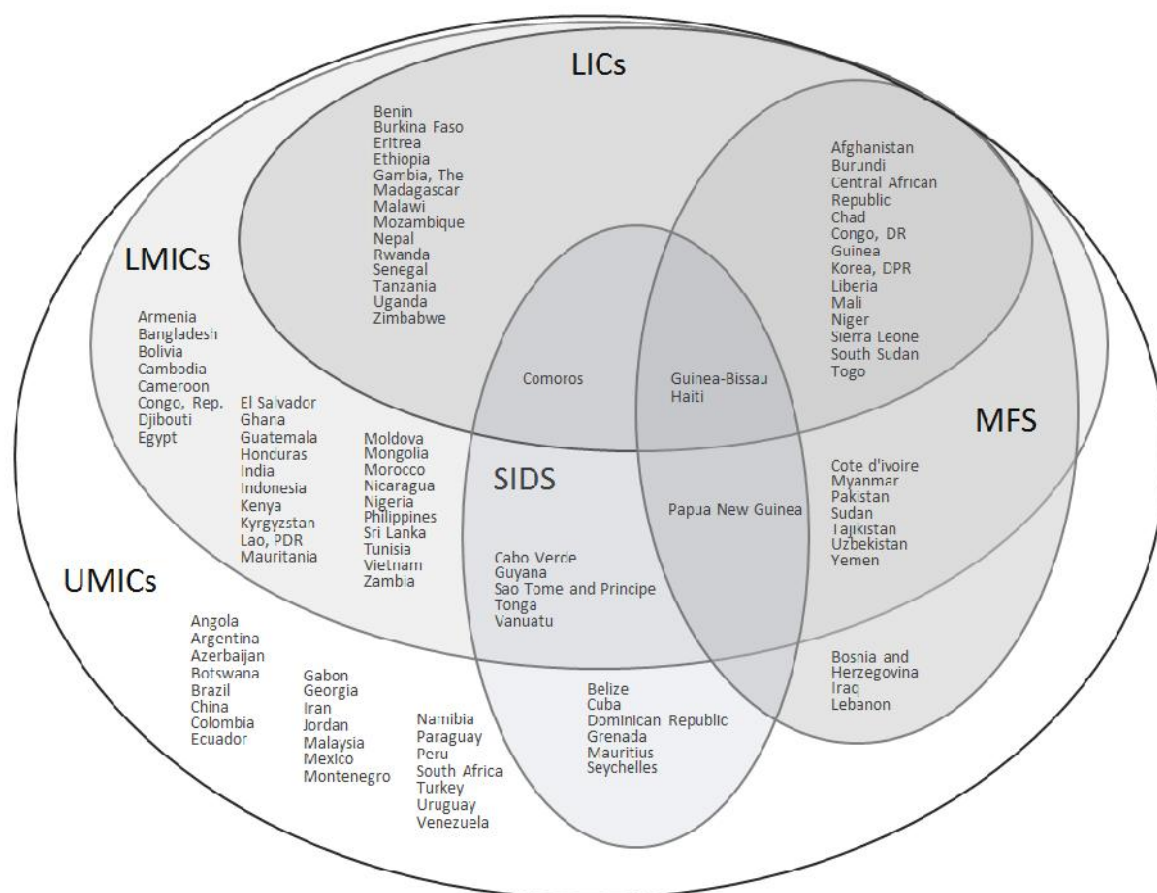 LICs
Benin
Burkina Faso
Eritrea
Ethiopia
Gambia, The
Madagascar
Malawi
Mozambique
Nepal
Rwanda
Senegal
Tanzania
Uganda
Zimbabwe
Afghanistan
Burundi
Central African
Republic
Chad
Congo, DR
Guinea
Korea, DPR
Liberia
Mali
Niger
Sierra Leone
South Sudan
Togo
Comoros
Guinea-Bissau
Haiti
LMICs
Armenia
Bangladesh
Bolivia
Cambodia
Cameroon
Congo, Rep.
Djibouti
Egypt
El Salvador
Ghana
Guatemala
Honduras
India
Indonesia
Kenya
Kyrgyzstan
Lao, PDR
Mauritania
Moldova
Mongolia
Morocco
Nicaragua
Nigeria
Philippines
Sri Lanka
Tunisia
Vietnam
Zambia
SIDS
Cabo Verde
Guyana
Sao Tome and Principe
Tonga
Vanuatu
Papua New Guinea
MFS
Cote d'ivoire
Myanmar
Pakistan
Sudan
Tajikistan
Uzbekistan
Yemen
UMICs
Angola
Argentina
Azerbaijan
Botswana
Brazil
China
Colombia
Ecuador
Gabon
Georgia
Iran
Jordan
Malaysia
Mexico
Montenegro
Namibia
Paraguay
Peru
South Africa
Turkey
Uruguay
Venezuela
Belize
Cuba
Dominican Republic
Grenada
Mauritius
Seychelles
Bosnia and
Herzegovina
Iraq
Lebanon